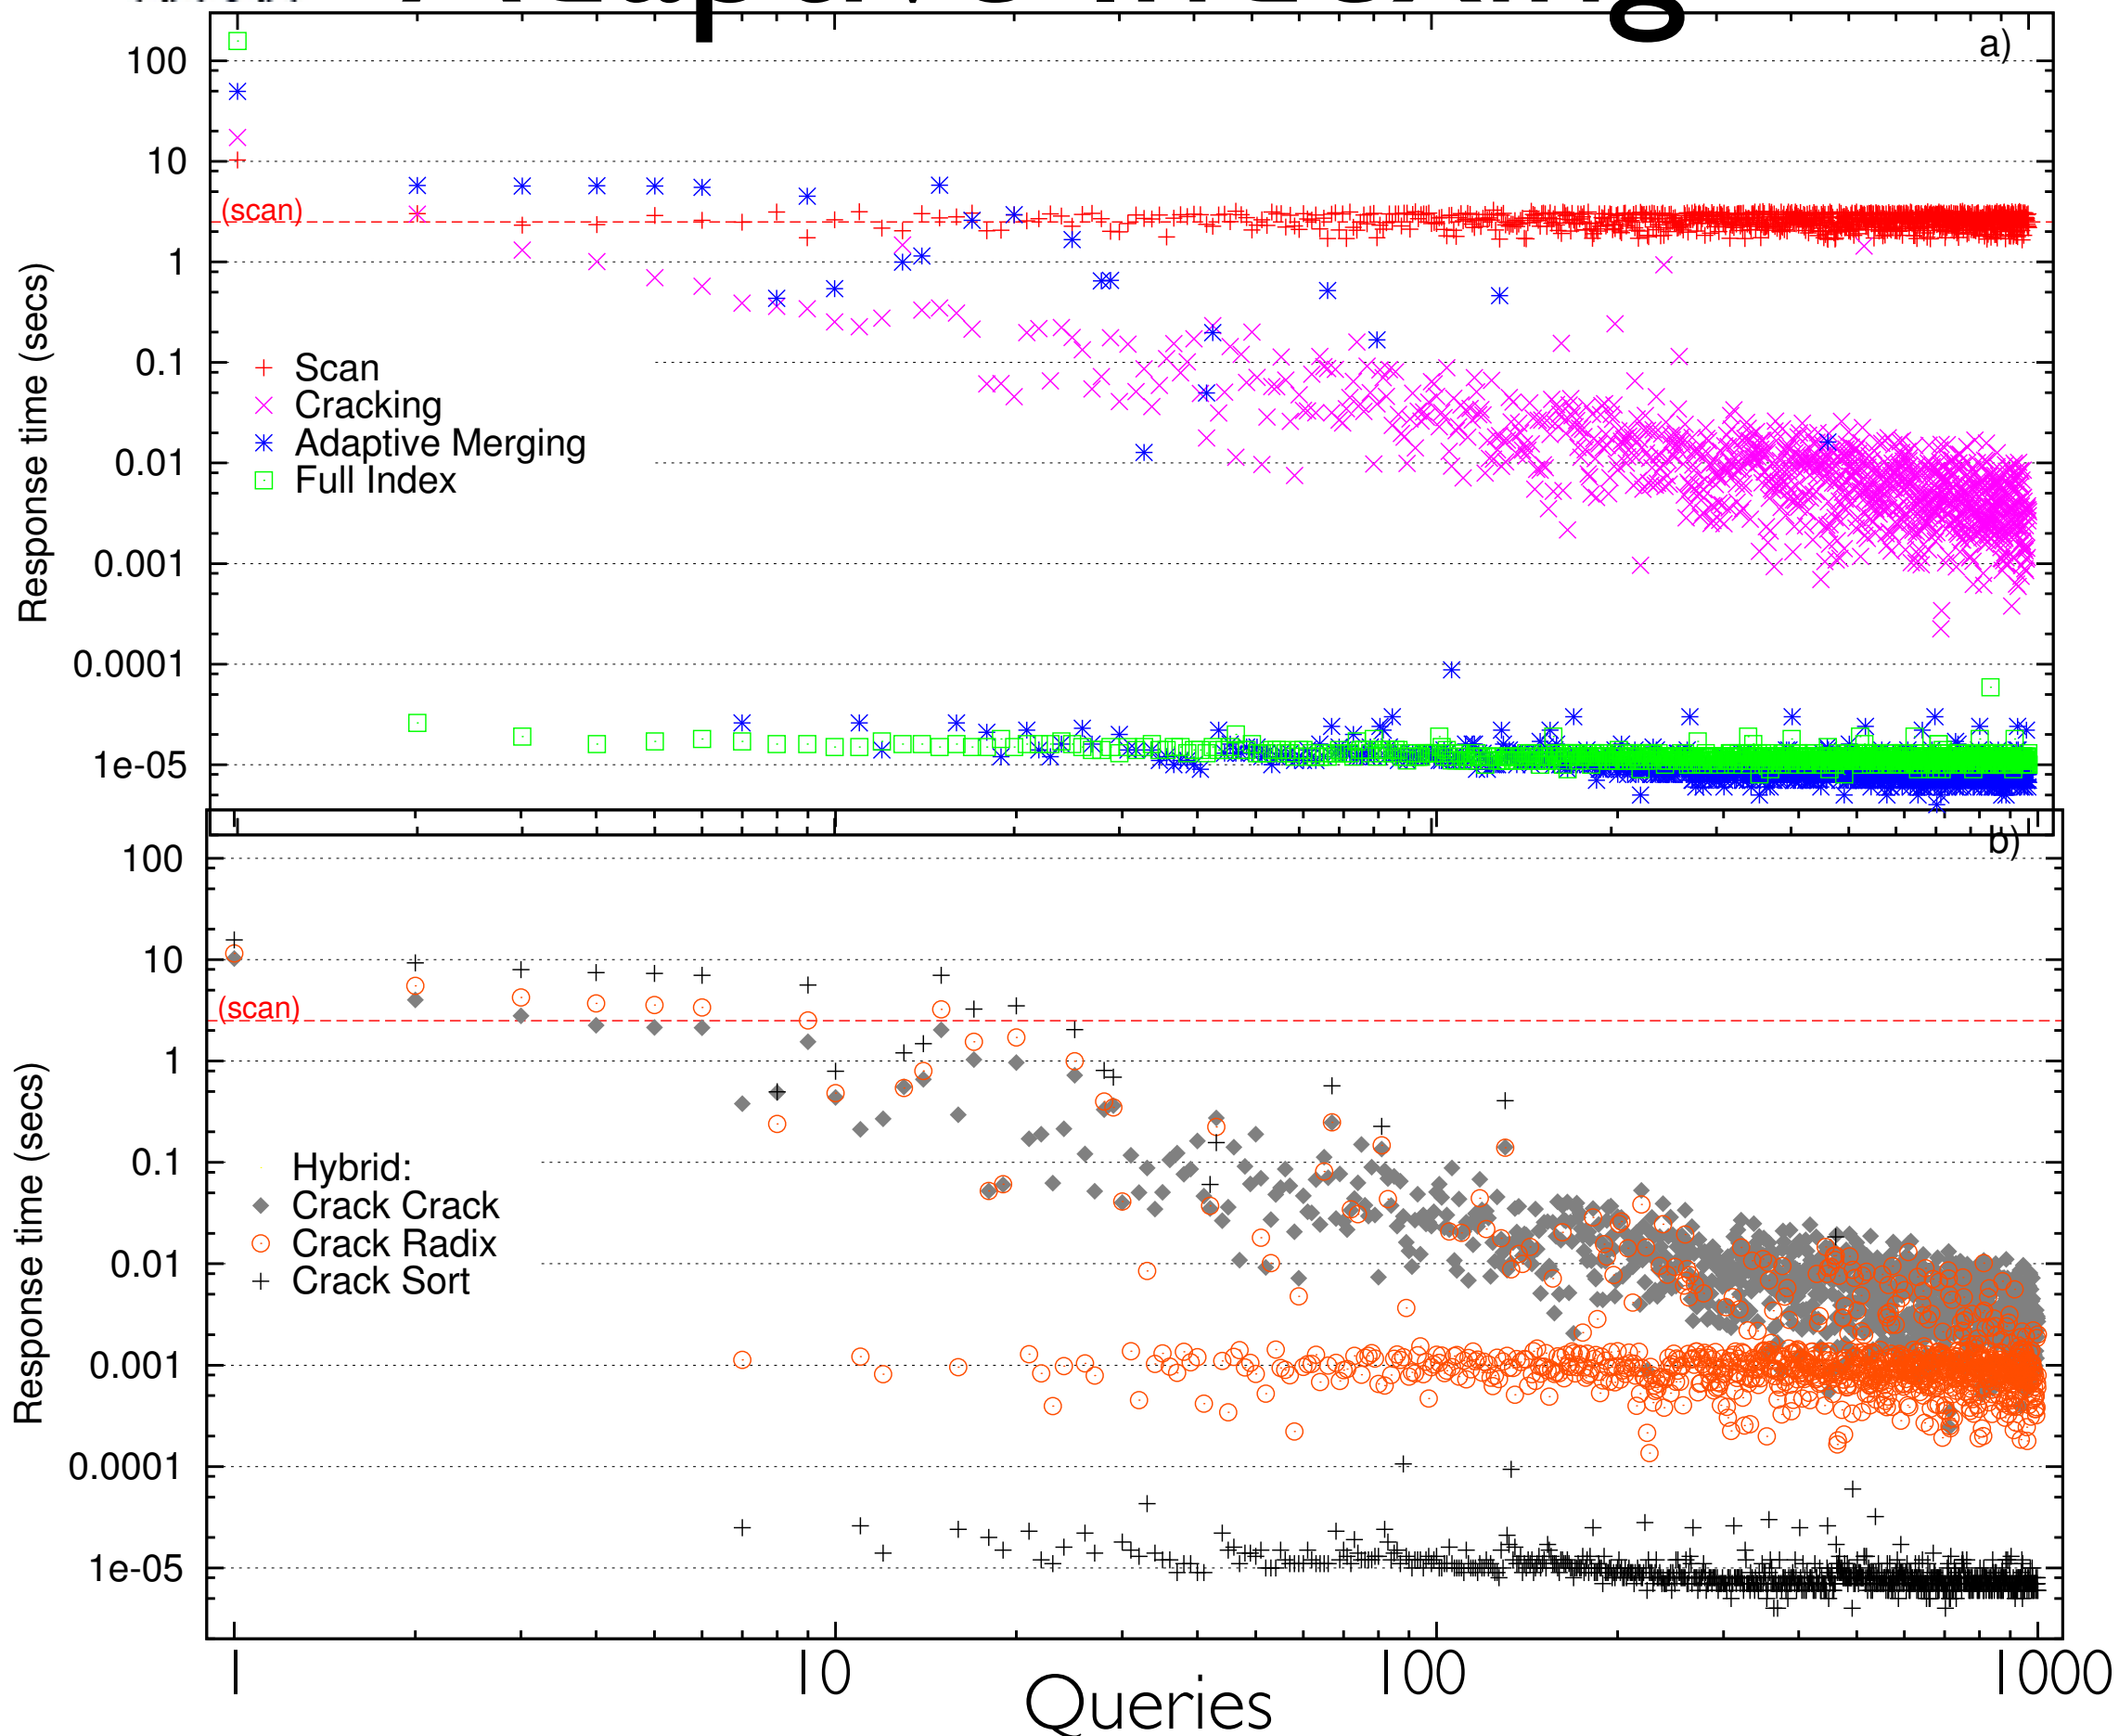 a)
100
10
(scan)
1
0.1
0.01
0.001
0.0001
1e-05
Response time (secs)
Scan
Cracking
Adaptive Merging
Full Index
b)
100
10
(scan)
1
0.1
0.01
0.001
0.0001
1e-05
Response time (secs)
Hybrid:
Crack Crack
Crack Radix
Crack Sort
1
10
100
1000
Queries